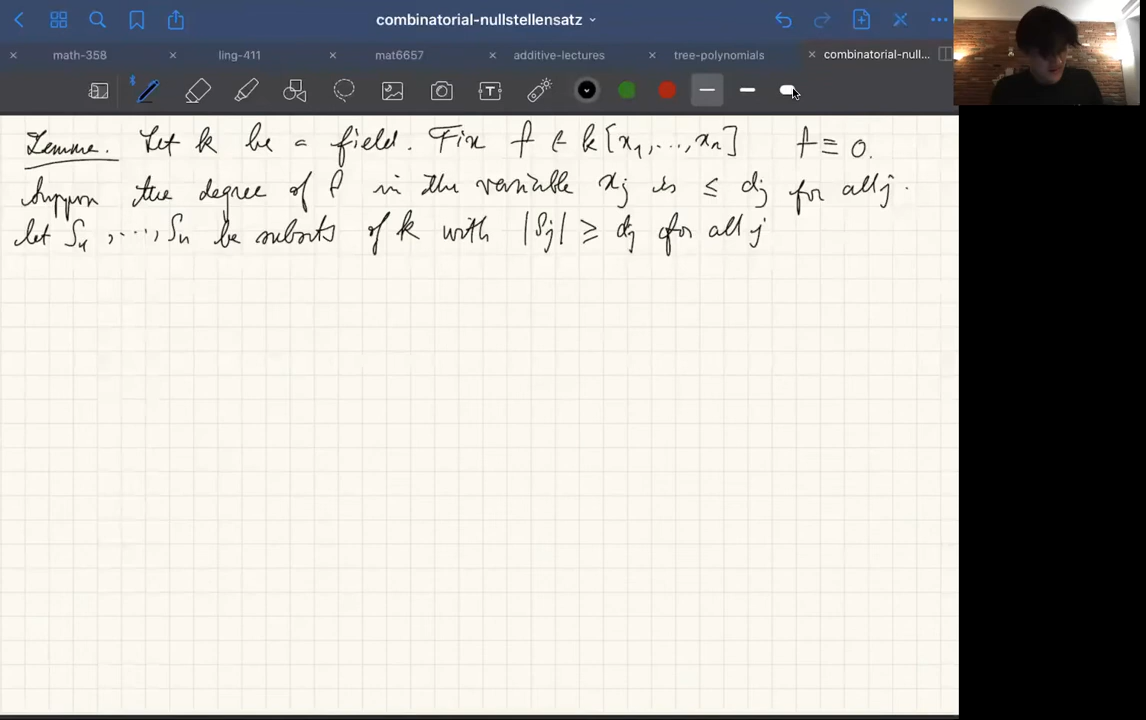 combinatorial-nullstellensatz
math-358
ling-411
mat6657
additive-lectures
tree-polynomials
combinatorial-null...
Lemma. Let k be a field. Fix f ∈ k[x₁,...,xₙ] f ≡ 0.
Suppon the degree of f in the variable xj is ≤ dj for all j.
let S₁,...,Sn be subsets of k with |Sj| ≥ dj for all j